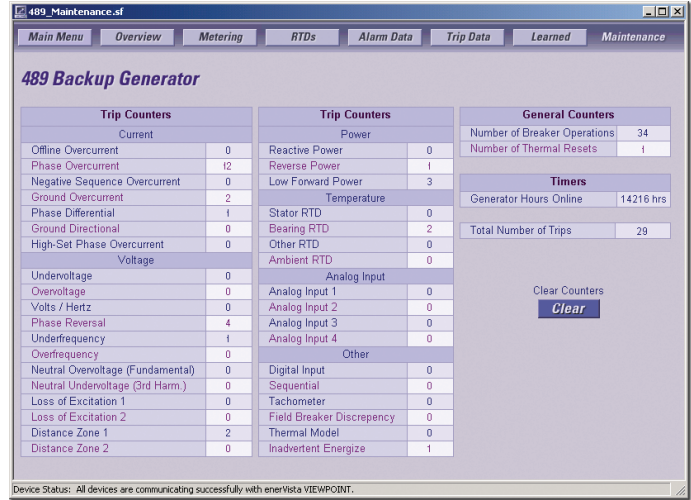 489_Maintenance.sf
Main Menu Overview Metering RTDs Alarm Data Trip Data Learned Maintenance
489 Backup Generator
Trip Counters
Current
Offline Overcurrent 0
Phase Overcurrent 12
Negative Sequence Overcurrent 0
Ground Overcurrent 2
Phase Differential 1
Ground Directional 0
High-Set Phase Overcurrent 0
Voltage
Undervoltage 0
Overvoltage 0
Volts / Hertz 0
Phase Reversal 4
Underfrequency 1
Overfrequency 0
Neutral Overvoltage (Fundamental) 0
Neutral Undervoltage (3rd Harm.) 0
Loss of Excitation 1 0
Loss of Excitation 2 0
Distance Zone 1 2
Distance Zone 2 0
Trip Counters
Power
Reactive Power 0
Reverse Power 1
Low Forward Power 3
Temperature
Stator RTD 0
Bearing RTD 2
Other RTD 0
Ambient RTD 0
Analog Input
Analog Input 1 0
Analog Input 2 0
Analog Input 3 0
Analog Input 4 0
Other
Digital Input 0
Sequential 0
Tachometer 0
Field Breaker Discrepency 0
Thermal Model 0
Inadvertent Energize 1
General Counters
Number of Breaker Operations 34
Number of Thermal Resets 1
Timers
Generator Hours Online 14216 hrs
Total Number of Trips 29
Clear Counters
Clear
Device Status: All devices are communicating successfully with enerVista VIEWPOINT.